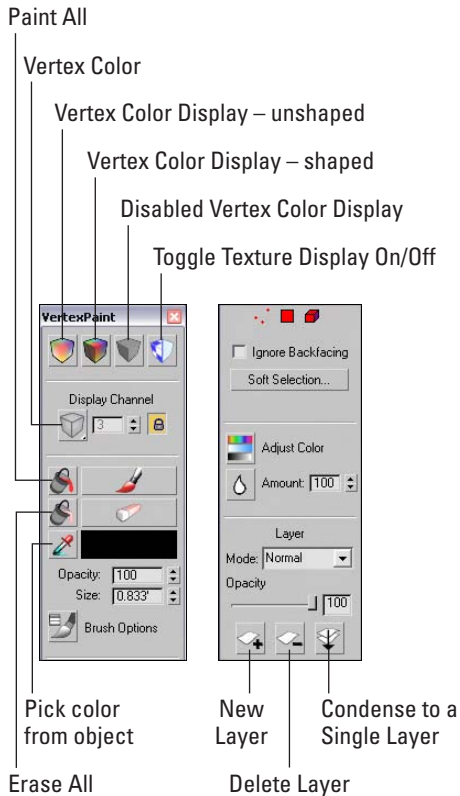 Paint All
Vertex Color
Vertex Color Display – unshaped
Vertex Color Display – shaped
Disabled Vertex Color Display
Toggle Texture Display On/Off
VertexPaint
Display Channel
3
Opacity: 100
Size: 0.833'
Brush Options
Ignore Backfacing
Soft Selection...
Adjust Color
Amount: 100
Layer
Mode: Normal
Opacity
100
Pick color
from object
Erase All
New
Layer
Delete Layer
Condense to a
Single Layer